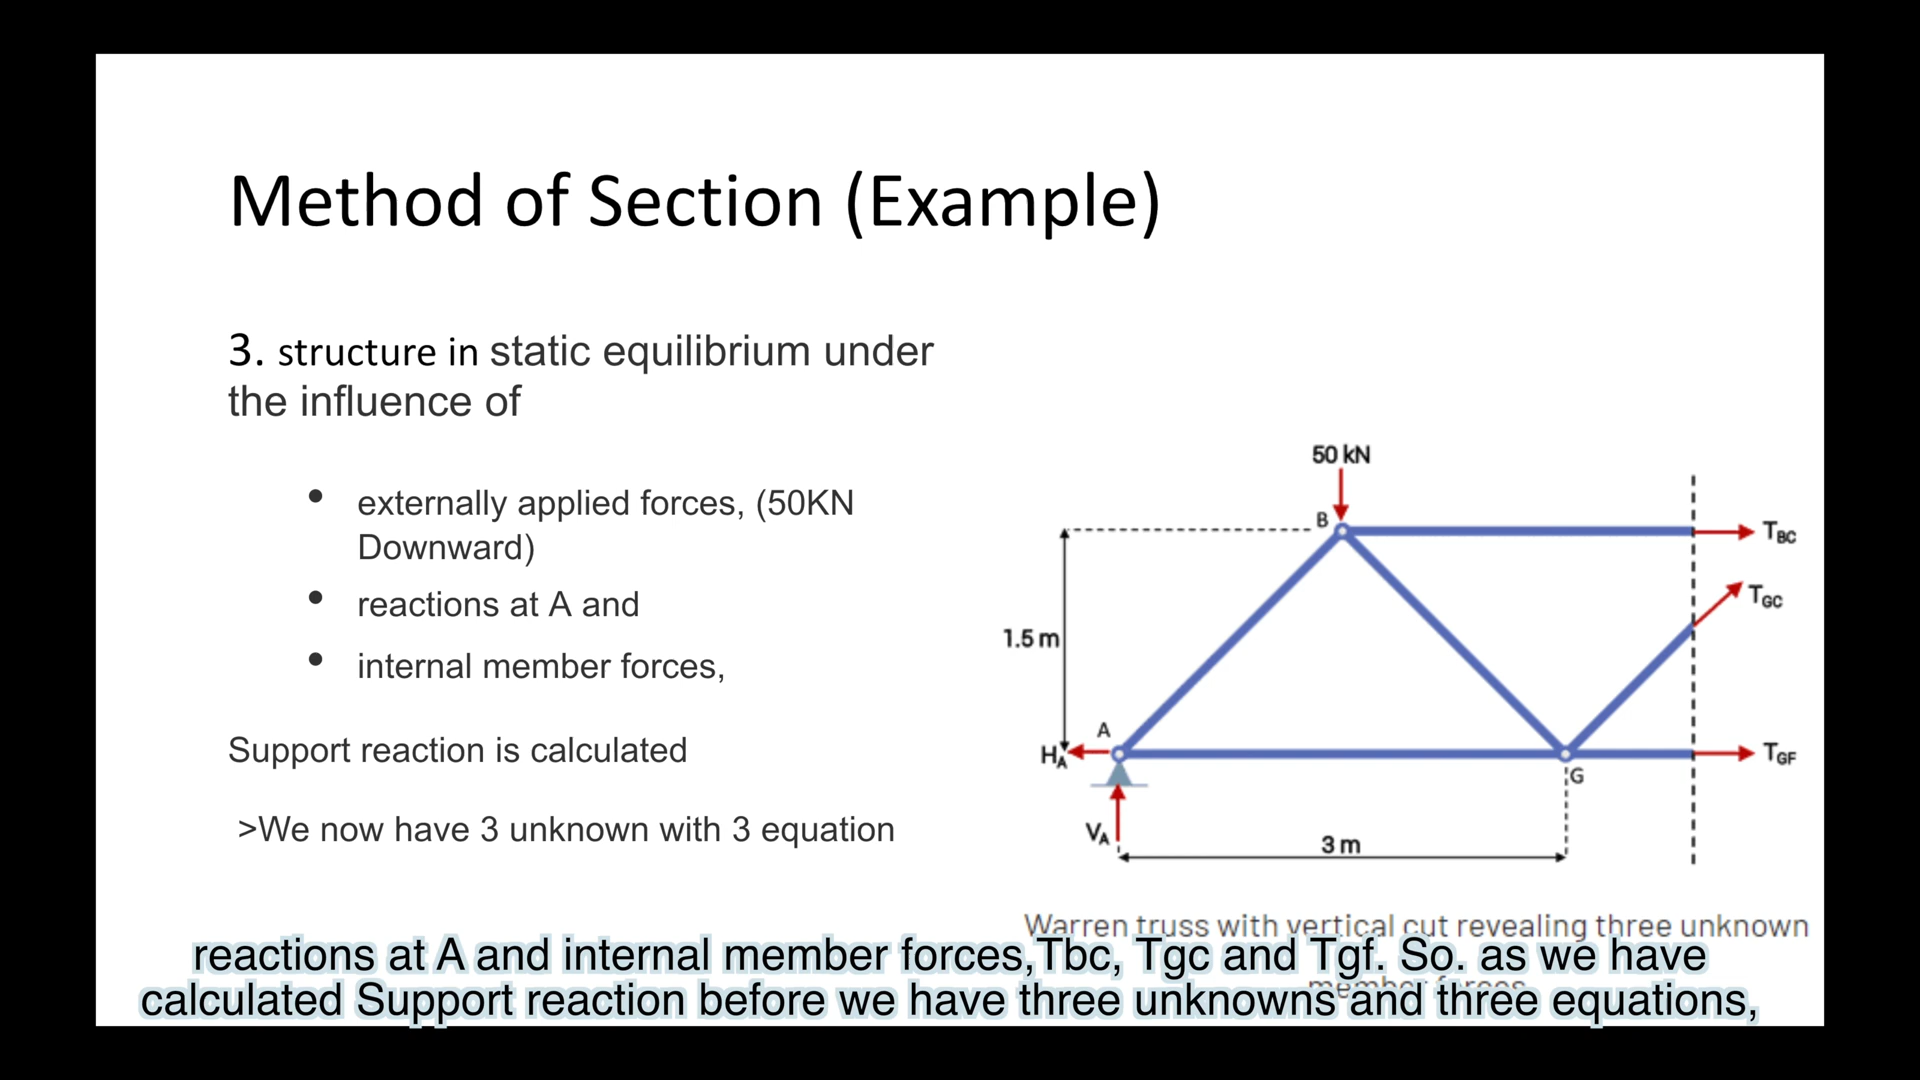 Method of Section (Example)
3. structure in static equilibrium under
the influence of
• externally applied forces, (50KN
Downward)
• reactions at A and
• internal member forces,
Support reaction is calculated
>We now have 3 unknown with 3 equation
50 kN
B
TBC
TGC
1.5 m
A
HA
TGF
G
VA
3 m
Warren truss with vertical cut revealing three unknown
reactions at A and internal member forces,Tbc, Tgc and Tgf. So. as we have
calculated Support reaction before we have three unknowns and three equations,